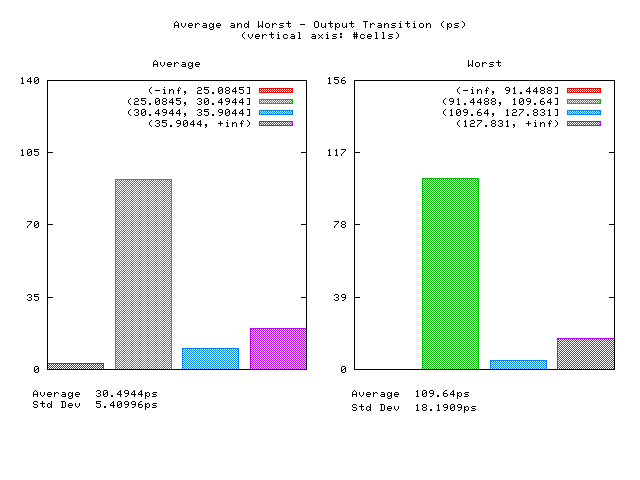 Average and Worst - Output Transition (ps)
(vertical axis: #cells)
Average
140
105
70
35
0
(-inf, 25.0845]
(25.0845, 30.4944]
(30.4944, 35.9044]
(35.9044, +inf)
Average  30.4944ps
Std Dev  5.40996ps
Worst
156
117
78
39
0
(-inf, 91.4488]
(91.4488, 109.64]
(109.64, 127.831]
(127.831, +inf)
Average  109.64ps
Std Dev  18.1909ps